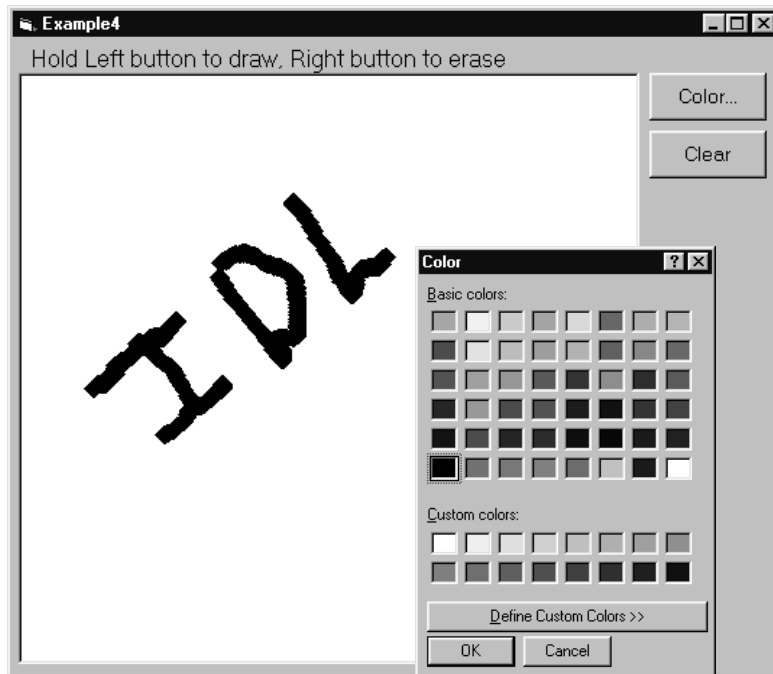 Example4
Hold Left button to draw, Right button to erase
Color...
Clear
IDL
Color
?
Basic colors:
Custom colors:
Define Custom Colors >>
OK
Cancel